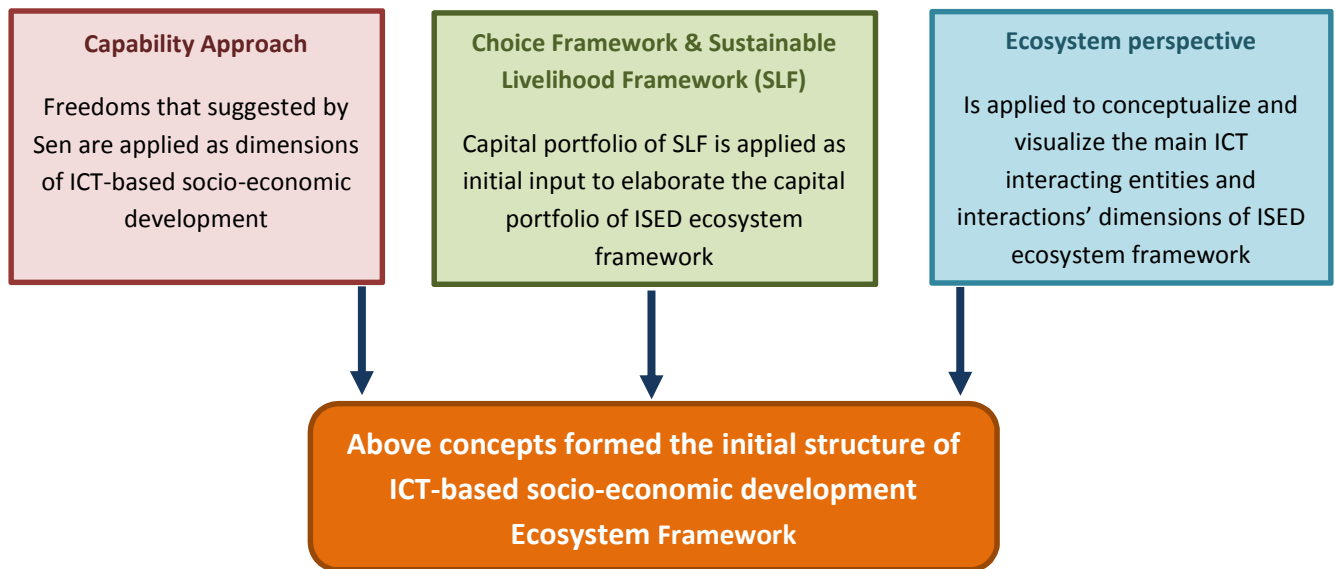 Capability Approach
Freedoms that suggested by
Sen are applied as dimensions
of ICT-based socio-economic
development
Choice Framework & Sustainable
Livelihood Framework (SLF)
Capital portfolio of SLF is applied as
initial input to elaborate the capital
portfolio of ISED ecosystem
framework
Ecosystem perspective
Is applied to conceptualize and
visualize the main ICT
interacting entities and
interactions’ dimensions of ISED
ecosystem framework
Above concepts formed the initial structure of
ICT-based socio-economic development
Ecosystem Framework